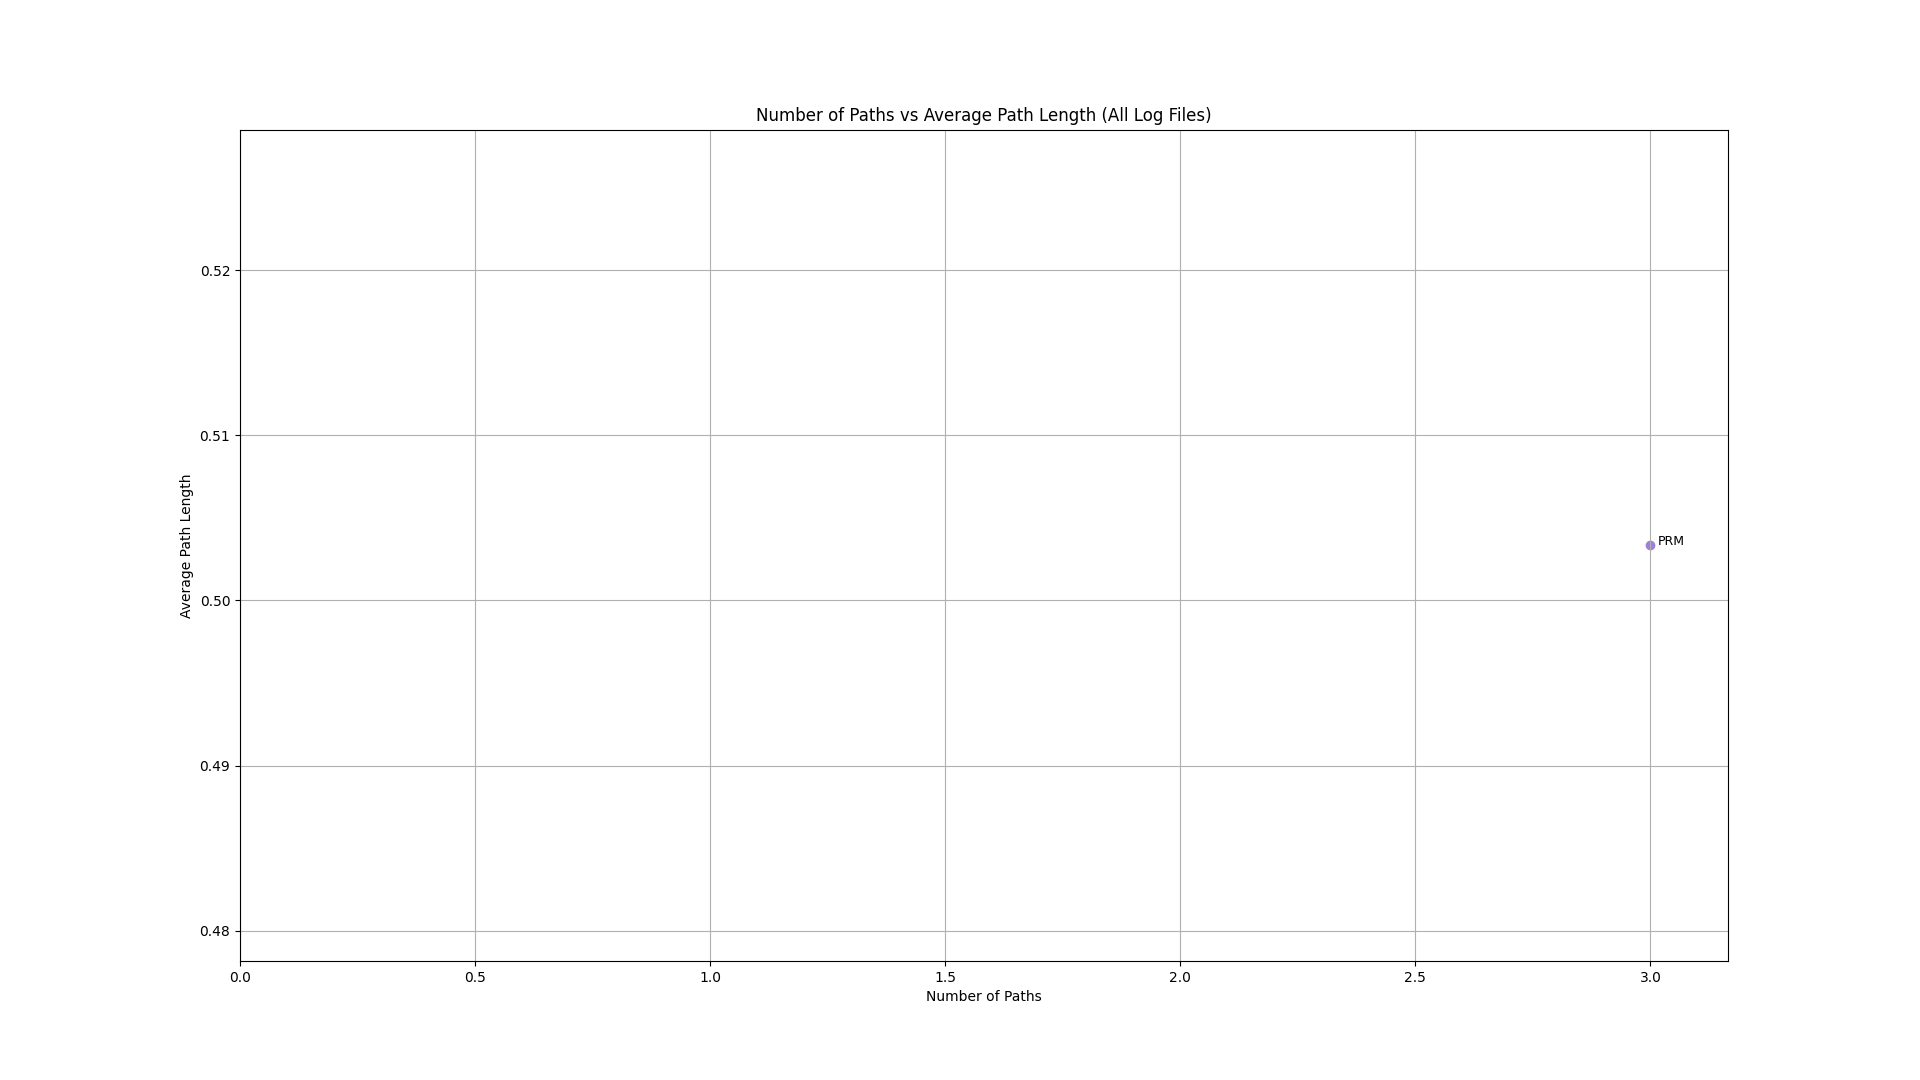 Number of Paths vs Average Path Length (All Log Files)
0.52
0.51
0.50
0.49
0.48
Average Path Length
PRM
0.0 0.5 1.0 1.5 2.0 2.5 3.0
Number of Paths